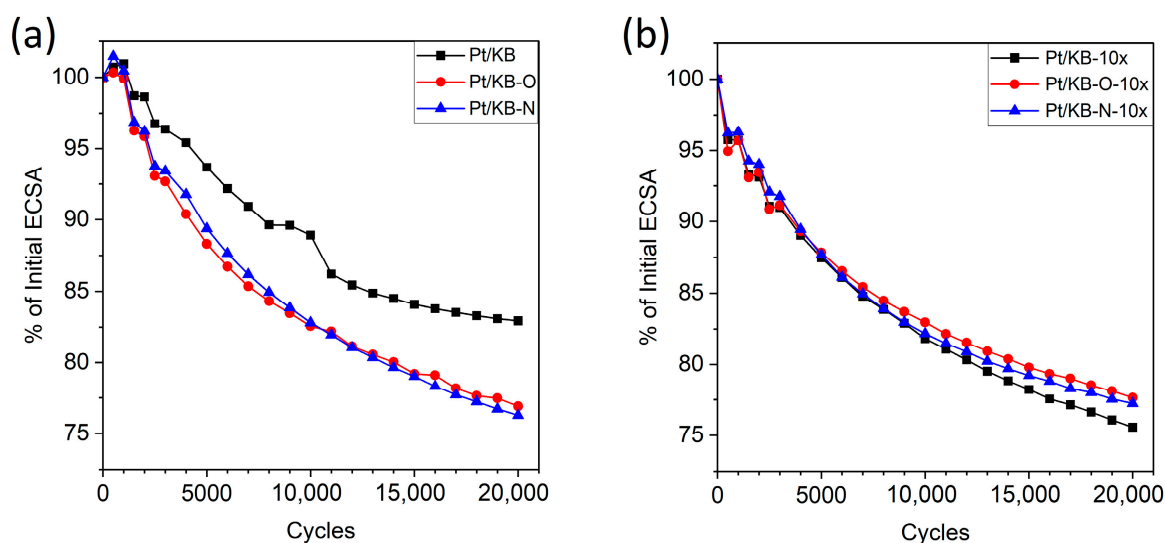 (a)
Pt/KB
Pt/KB-O
Pt/KB-N
100
95
90
85
80
75
% of Initial ECSA
0 5000 10,000 15,000 20,000
Cycles
(b)
Pt/KB-10x
Pt/KB-O-10x
Pt/KB-N-10x
100
95
90
85
80
75
% of Initial ECSA
0 5000 10,000 15,000 20,000
Cycles